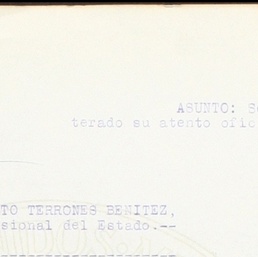 ASUNTO: S
terado su atento ofic
TO TERRONES BENITEZ,
sional del Estado.--
--------------------